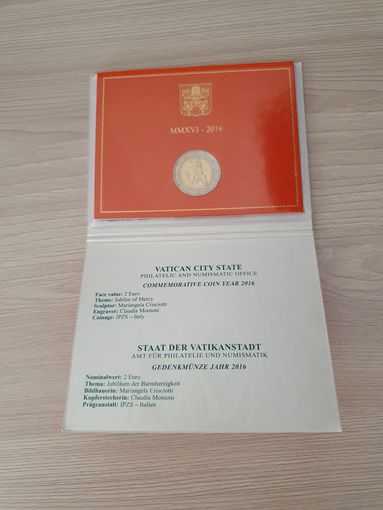 MMXVI - 2016
VATICAN CITY STATE
PHILATELIC AND NUMISMATIC OFFICE
COMMEMORATIVE COIN YEAR 2016
Face value: 2 Euro
Theme: Jubilee of Mercy
Sculptor: Mariangela Crisciotti
Engraver: Claudia Momoni
Coinage: IPZS – Italy
STAAT DER VATIKANSTADT
AMT FÜR PHILATELIE UND NUMISMATIK
GEDENKMÜNZE JAHR 2016
Nominalwert: 2 Euro
Thema: Jubiläum der Barmherzigkeit
Bildhauerin: Mariangela Crisciotti
Kupferstecherin: Claudia Momoni
Prägeanstalt: IPZS – Italien